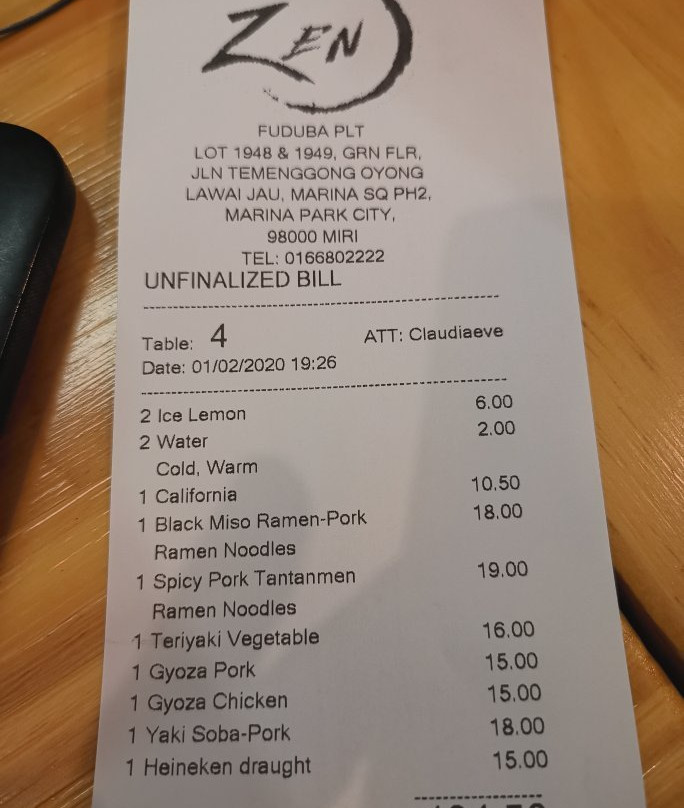 ZEN
FUDUBA PLT
LOT 1948 & 1949, GRN FLR,
JLN TEMENGGONG OYONG
LAWAI JAU, MARINA SQ PH2,
MARINA PARK CITY,
98000 MIRI
TEL: 0166802222
UNFINALIZED BILL
Table: 4 ATT: Claudiaeve
Date: 01/02/2020 19:26
2 Ice Lemon 6.00
2 Water 2.00
Cold, Warm
1 California 10.50
1 Black Miso Ramen-Pork 18.00
Ramen Noodles
1 Spicy Pork Tantanmen 19.00
Ramen Noodles
1 Teriyaki Vegetable 16.00
1 Gyoza Pork 15.00
1 Gyoza Chicken 15.00
1 Yaki Soba-Pork 18.00
1 Heineken draught 15.00